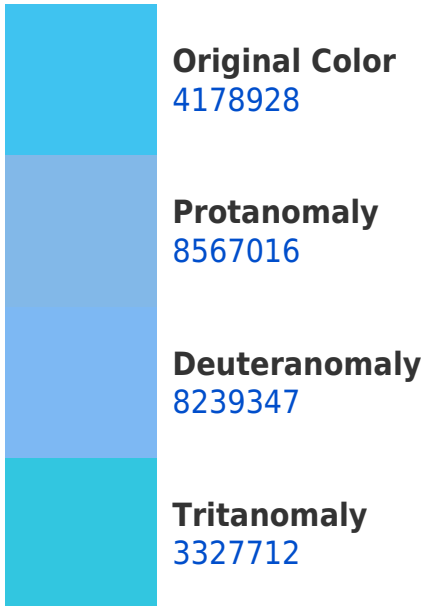 Original Color
4178928
Protanomaly
8567016
Deuteranomaly
8239347
Tritanomaly
3327712